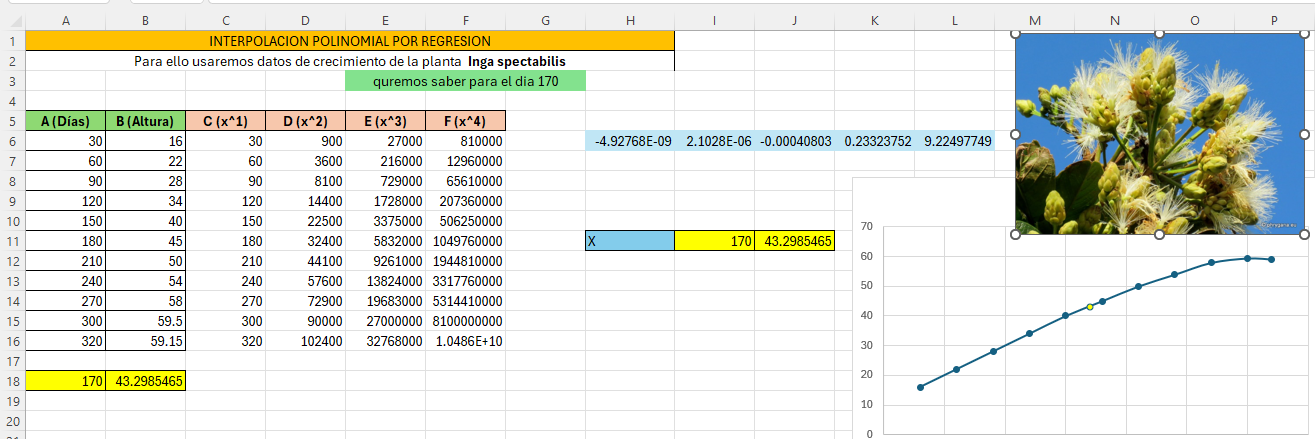 A B C D E F G H I J K L M N O P
1 INTERPOLACION POLINOMIAL POR REGRESION
2 Para ello usaremos datos de crecimiento de la planta Inga spectabilis
3 quremos saber para el dia 170
4
5 A (Días) B (Altura) C (x^1) D (x^2) E (x^3) F (x^4)
6 30 16 30 900 27000 810000 -4.92768E-09 2.1028E-06 -0.00040803 0.23323752 9.22497749
7 60 22 60 3600 216000 12960000
8 90 28 90 8100 729000 65610000
9 120 34 120 14400 1728000 207360000
10 150 40 150 22500 3375000 506250000
11 180 45 180 32400 5832000 1049760000 X 170 43.2985465
12 210 50 210 44100 9261000 1944810000
13 240 54 240 57600 13824000 3317760000
14 270 58 270 72900 19683000 5314410000
15 300 59.5 300 90000 27000000 8100000000
16 320 59.15 320 102400 32768000 1.0486E+10
17
18 170 43.2985465
19
20
70
60
50
40
30
20
10
0